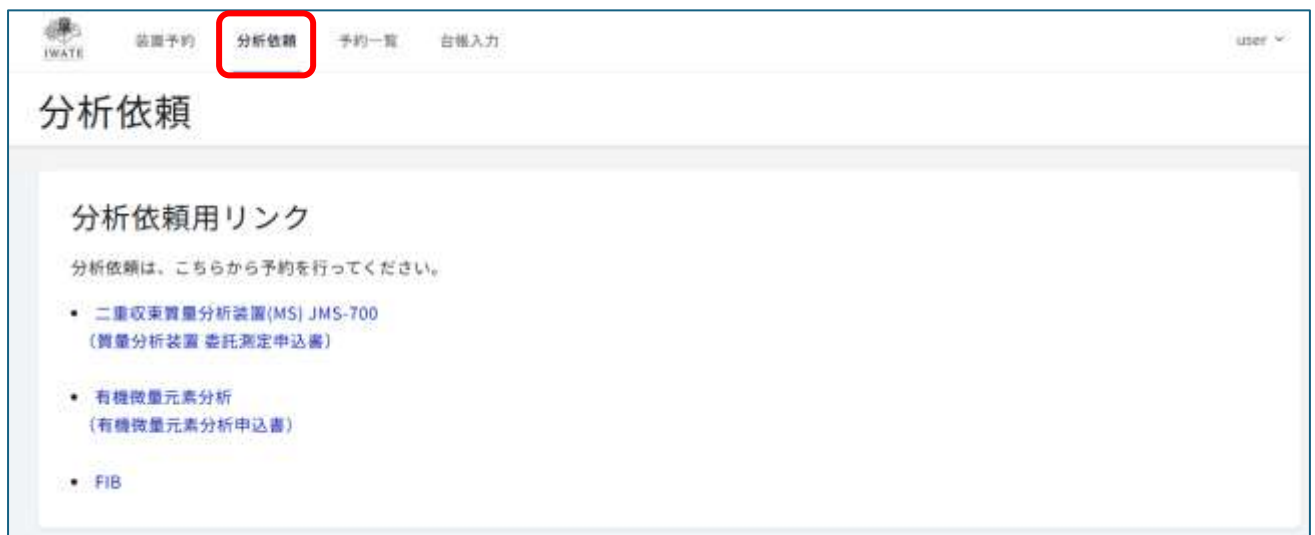 IWATE 装置予約 分析依頼 予約一覧 台帳入力 user
分析依頼
分析依頼用リンク
分析依頼は、こちらから予約を行ってください。
• 二重収束質量分析装置(MS) JMS-700
（質量分析装置 委託測定申込書）
• 有機微量元素分析
（有機微量元素分析申込書）
• FIB